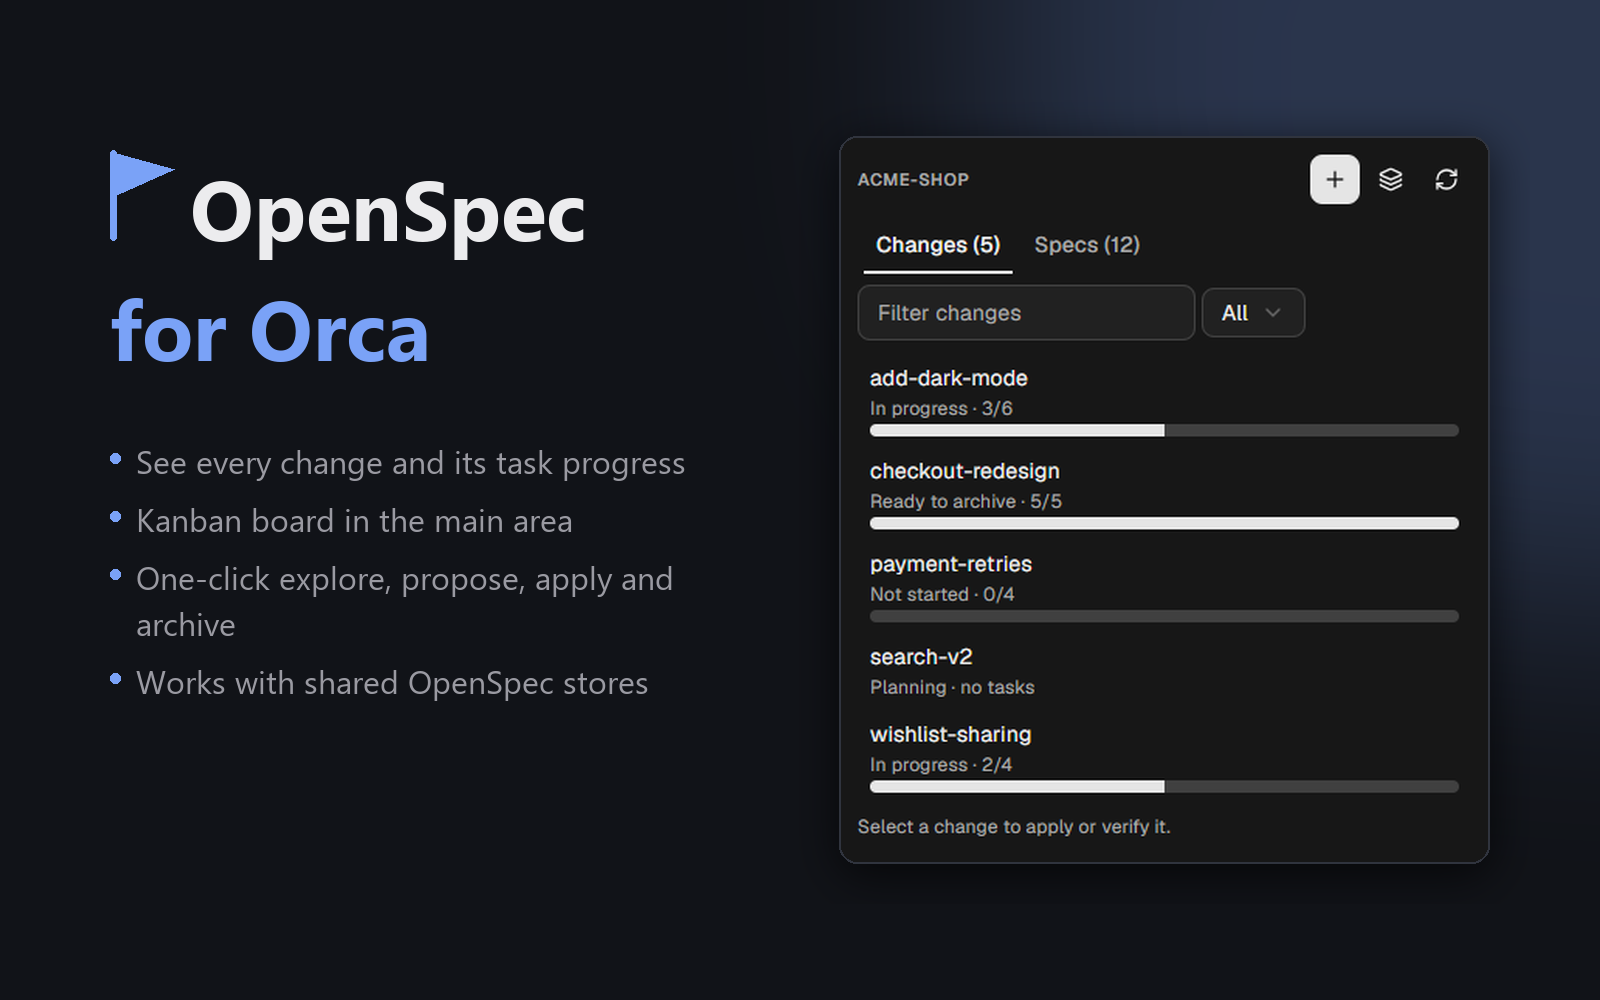 OpenSpec
for Orca
See every change and its task progress
Kanban board in the main area
One-click explore, propose, apply and
archive
Works with shared OpenSpec stores
ACME-SHOP
Changes (5) Specs (12)
Filter changes All
add-dark-mode
In progress · 3/6
checkout-redesign
Ready to archive · 5/5
payment-retries
Not started · 0/4
search-v2
Planning · no tasks
wishlist-sharing
In progress · 2/4
Select a change to apply or verify it.